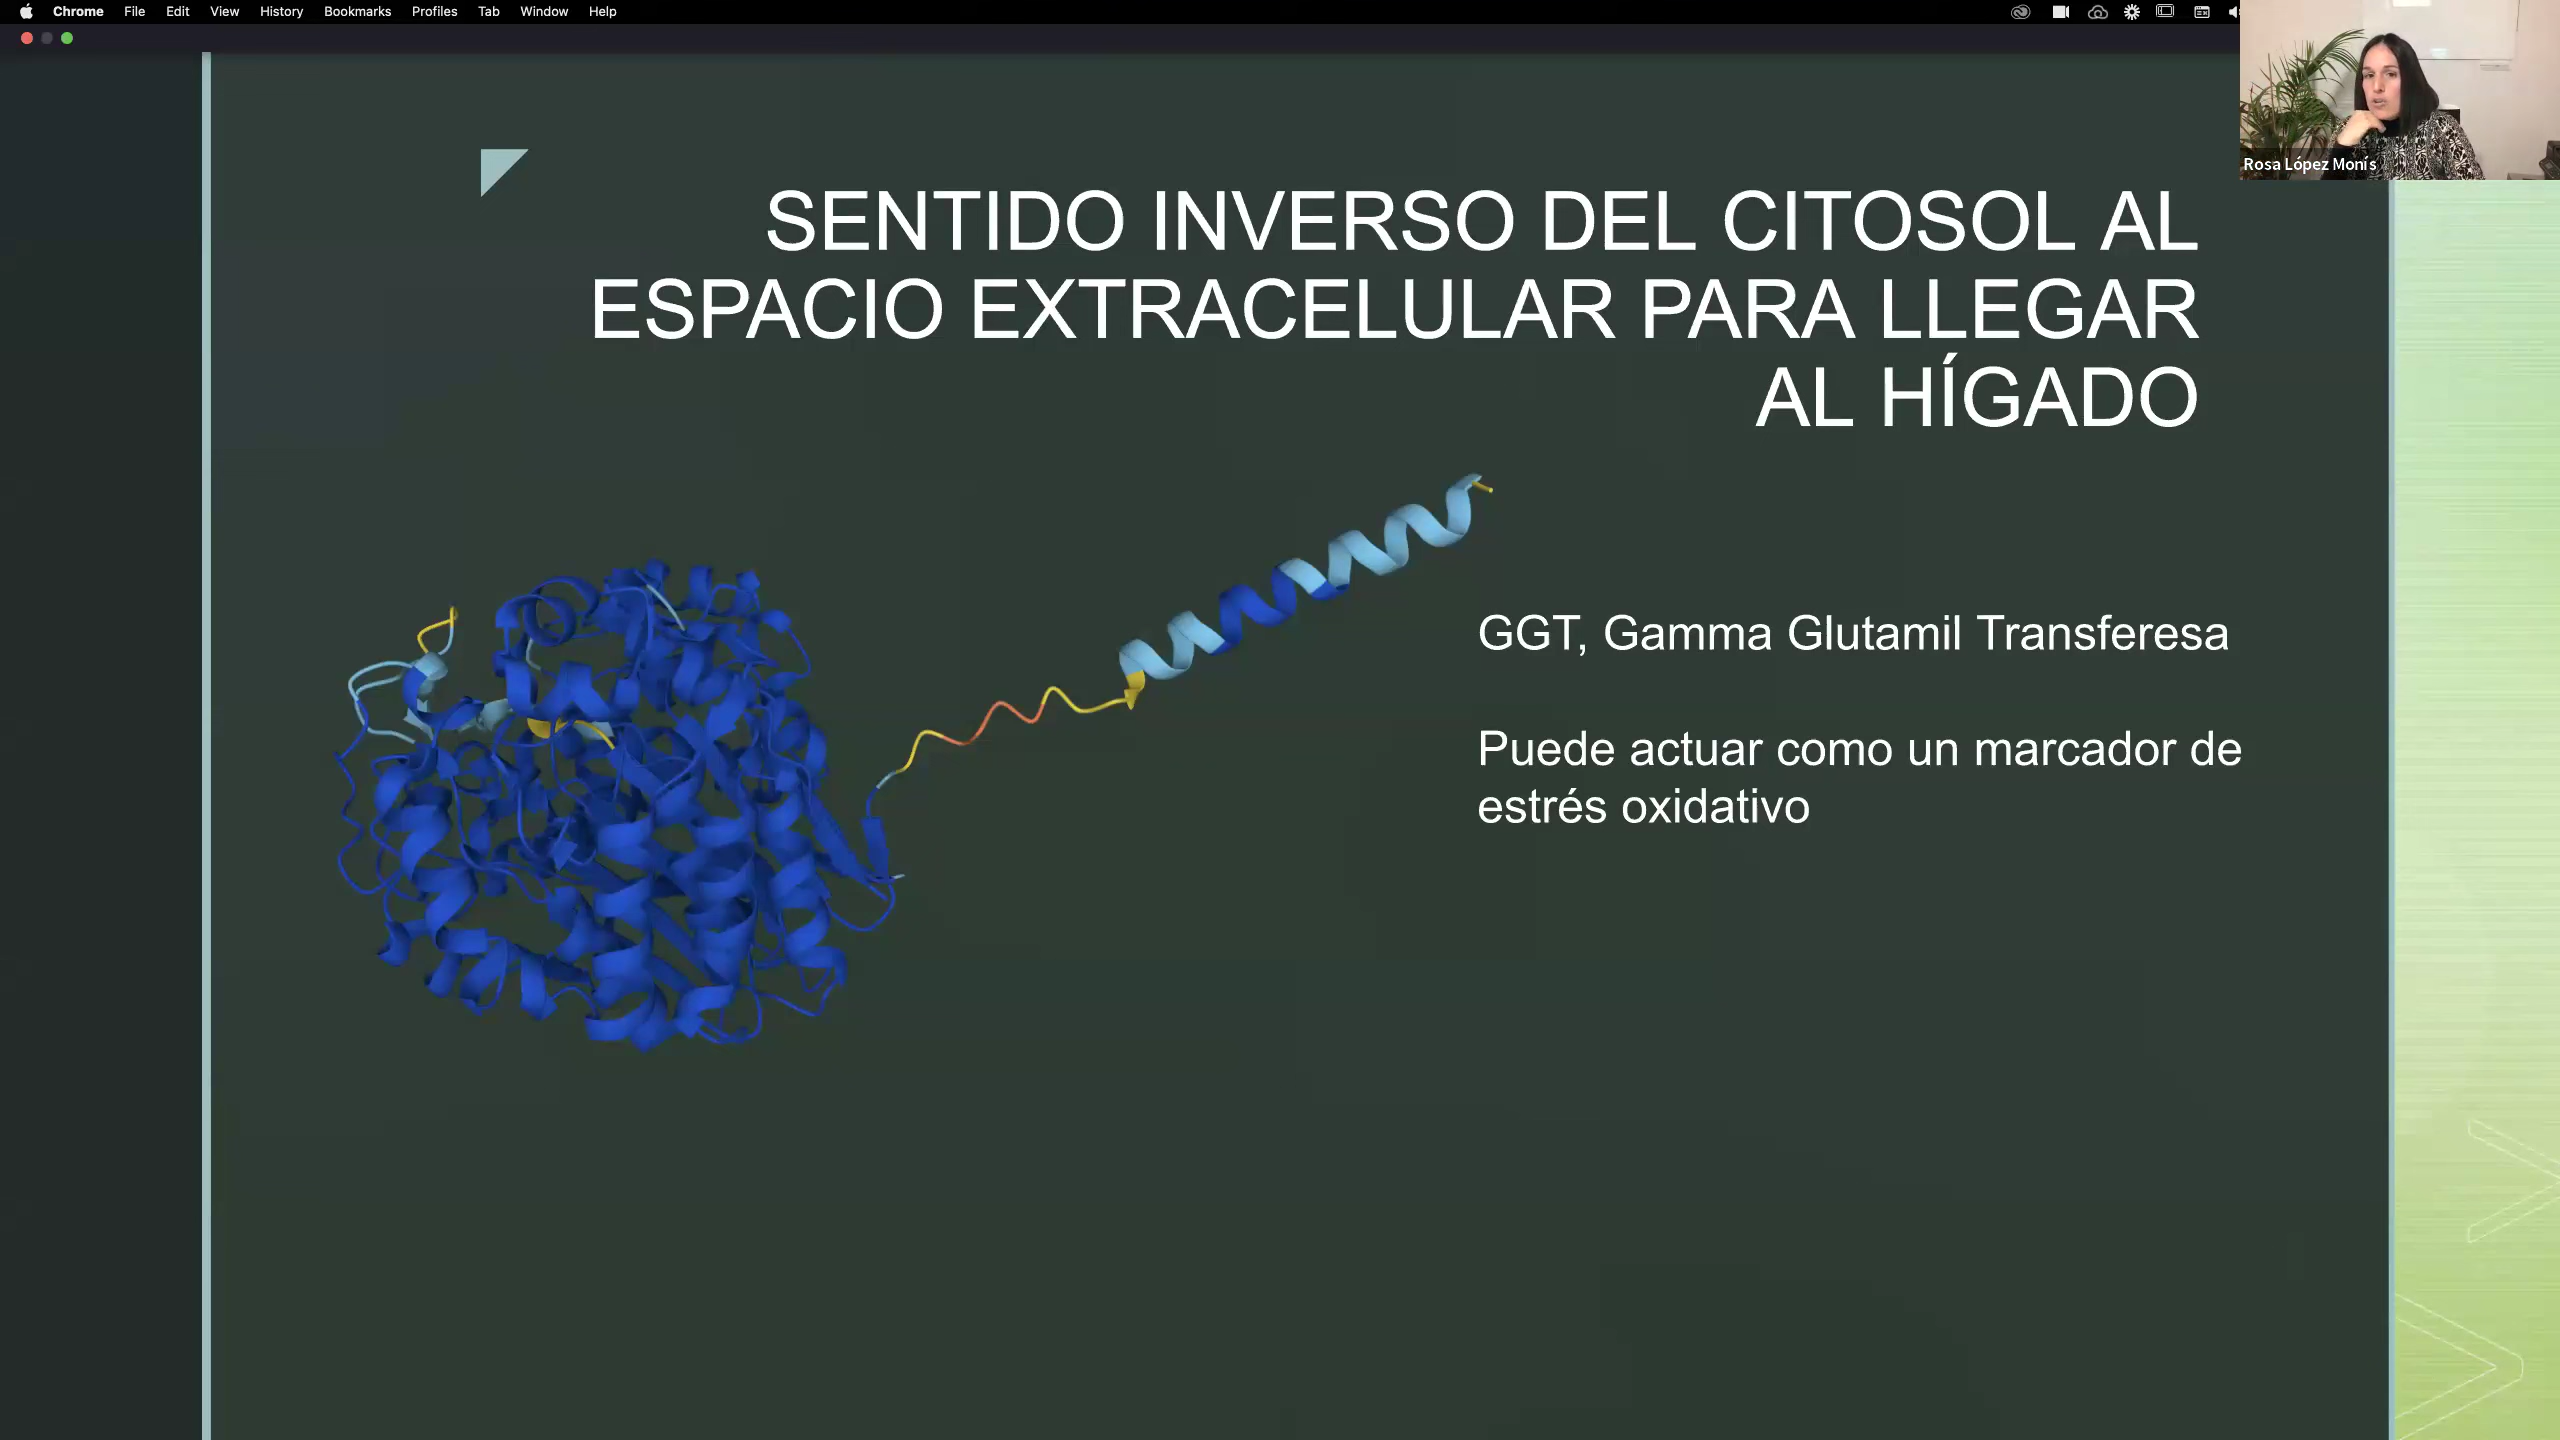 Chrome File Edit View History Bookmarks Profiles Tab Window Help
Rosa López Monís
SENTIDO INVERSO DEL CITOSOL AL
ESPACIO EXTRACELULAR PARA LLEGAR
AL HÍGADO
GGT, Gamma Glutamil Transferesa
Puede actuar como un marcador de
estrés oxidativo